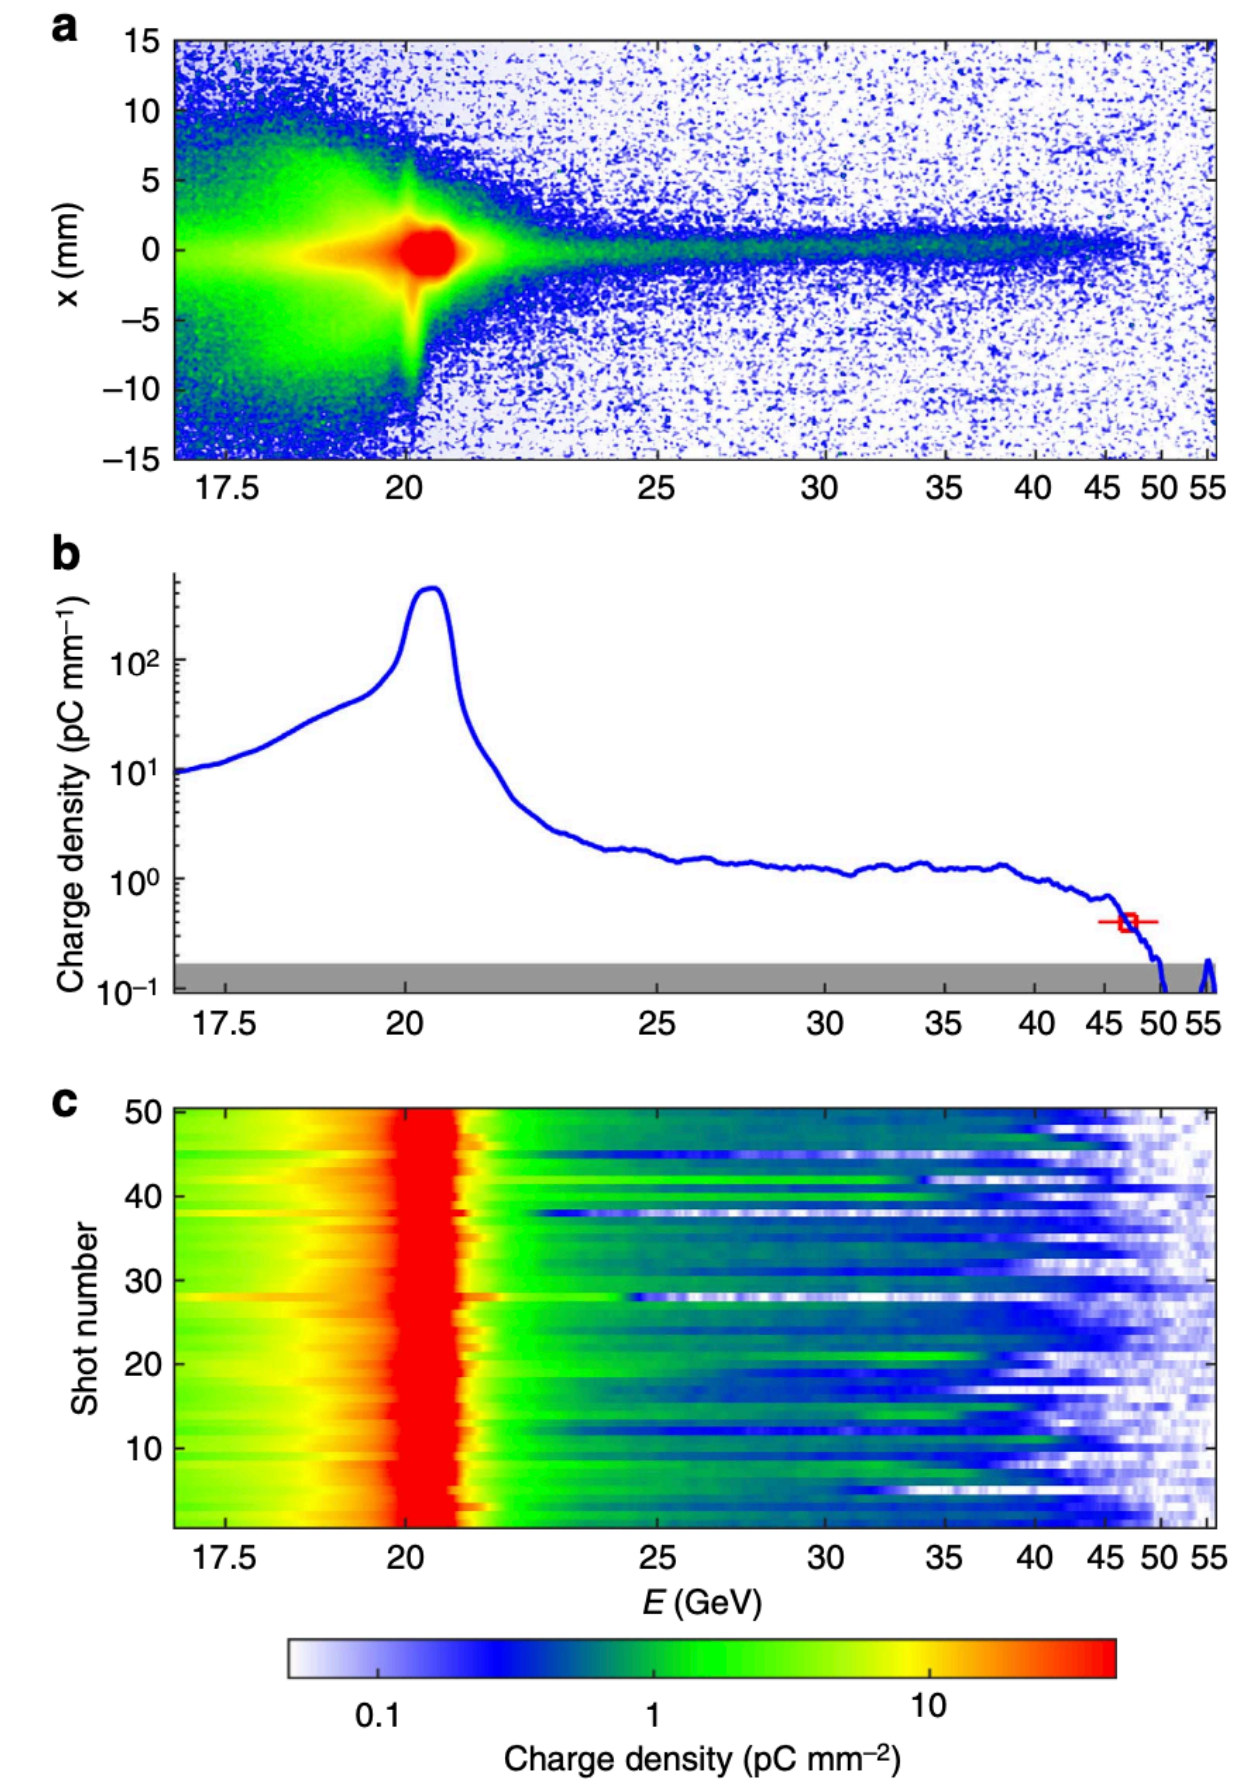 a
15
10
5
0
–5
–10
–15
x (mm)
17.5 20 25 30 35 40 45 50 55
b
10²
10¹
10⁰
10–¹
Charge density (pC mm–¹)
17.5 20 25 30 35 40 45 50 55
c
50
40
30
20
10
Shot number
17.5 20 25 30 35 40 45 50 55
E (GeV)
0.1 1 10
Charge density (pC mm–²)